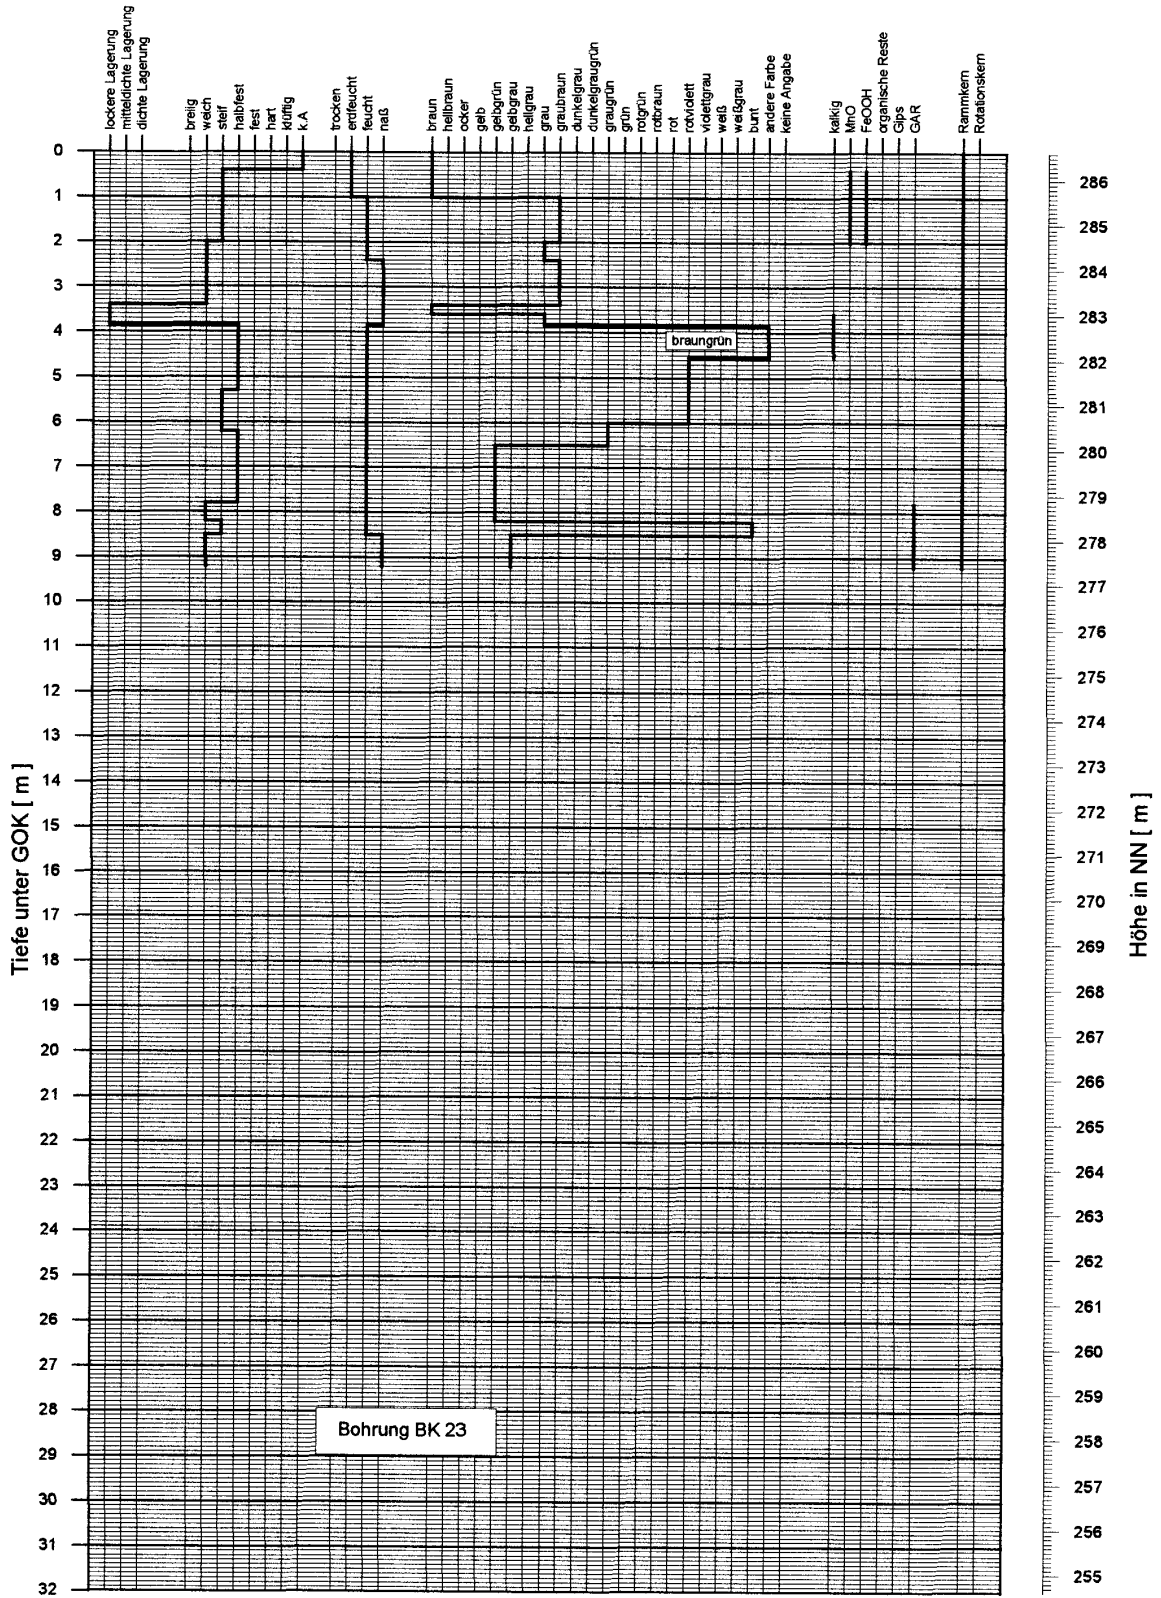 lockere Lagerung
mitteldichte Lagerung
dichte Lagerung
breiig
weich
steif
halbfest
fest
hart
klüftig
k.A
trocken
erdfeucht
feucht
naß
braun
hellbraun
ocker
gelb
gelbgrün
gelbgrau
hellgrau
grau
graubraun
dunkelgrau
dunkelgraugrün
graugrün
grün
rotgrün
rotbraun
rot
rotviolett
violettgrau
weiß
weißgrau
bunt
andere Farbe
keine Angabe
kalkig
MnO
FeOOH
organische Reste
Gips
GAR
Rammkern
Rotationskern
Tiefe unter GOK [ m ]
0
1
2
3
4
5
6
7
8
9
10
11
12
13
14
15
16
17
18
19
20
21
22
23
24
25
26
27
28
29
30
31
32
braungrün
Bohrung BK 23
286
285
284
283
282
281
280
279
278
277
276
275
274
273
272
271
270
269
268
267
266
265
264
263
262
261
260
259
258
257
256
255
Höhe in NN [ m ]